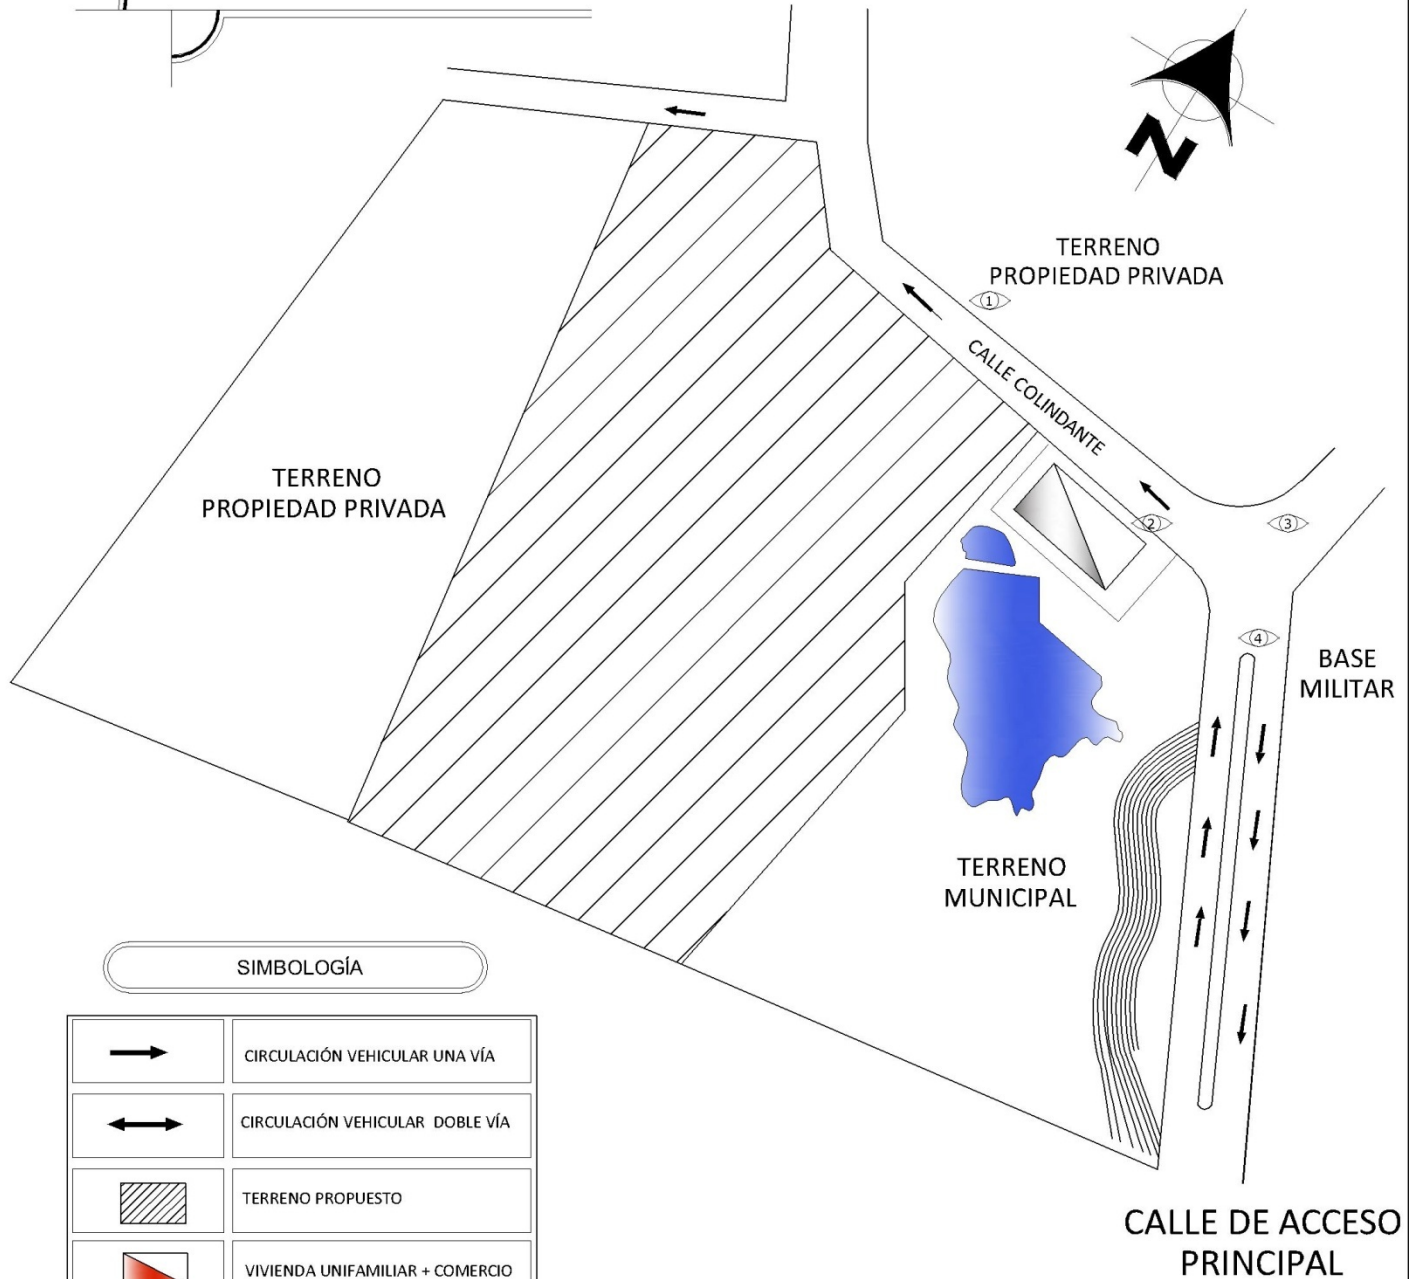 N
TERRENO
PROPIEDAD PRIVADA
1
CALLE COLINDANTE
TERRENO
PROPIEDAD PRIVADA
2
3
4
BASE
MILITAR
TERRENO
MUNICIPAL
SIMBOLOGÍA
CIRCULACIÓN VEHICULAR UNA VÍA
CIRCULACIÓN VEHICULAR DOBLE VÍA
TERRENO PROPUESTO
VIVIENDA UNIFAMILIAR + COMERCIO
CALLE DE ACCESO
PRINCIPAL